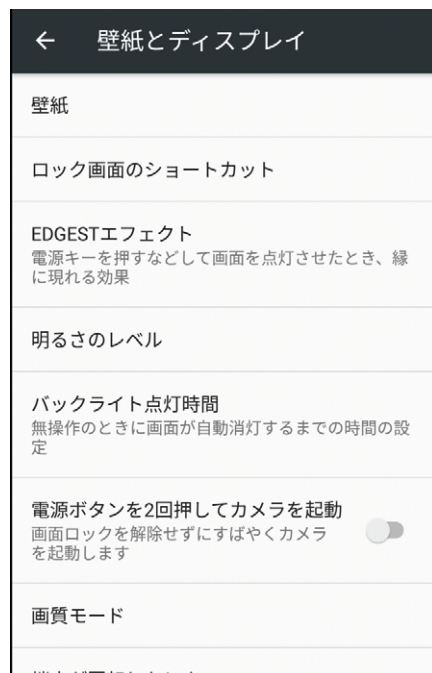 壁紙とディスプレイ
壁紙
ロック画面のショートカット
EDGESTエフェクト
電源キーを押すなどして画面を点灯させたとき、縁
に現れる効果
明るさのレベル
バックライト点灯時間
無操作のときに画面が自動消灯するまでの時間の設
定
電源ボタンを2回押してカメラを起動
画面ロックを解除せずにすばやくカメラ
を起動します
画質モード